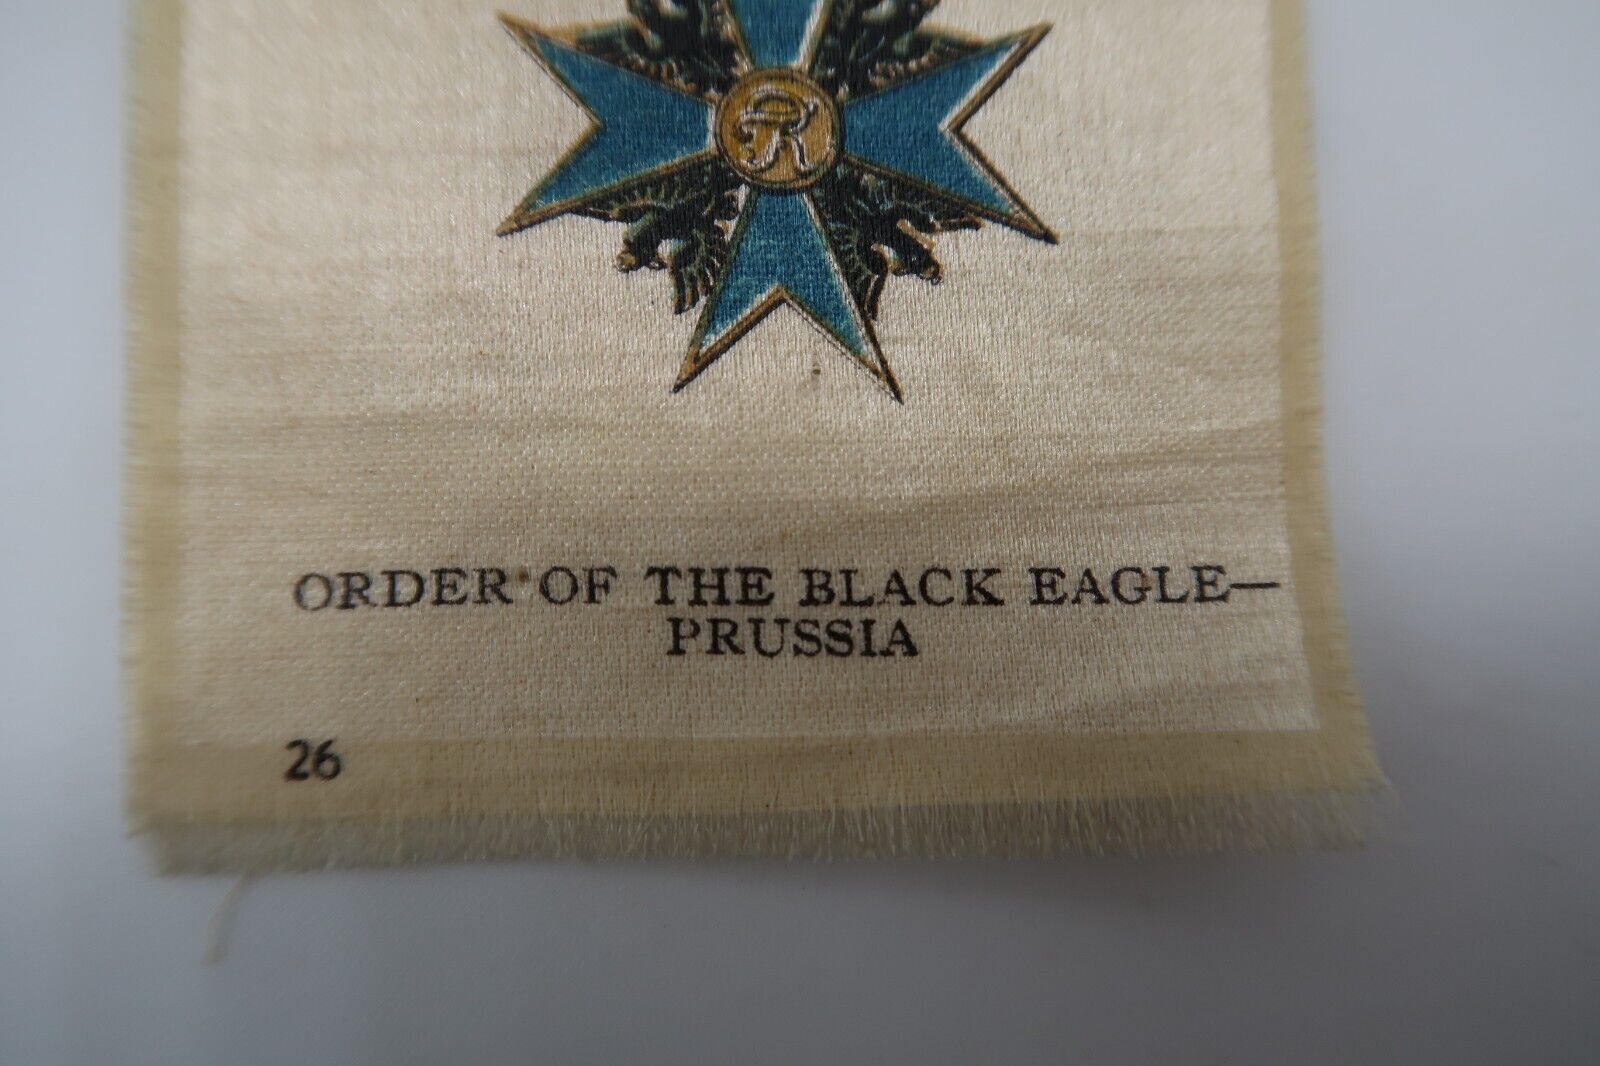 R
ORDER OF THE BLACK EAGLE—
PRUSSIA
26